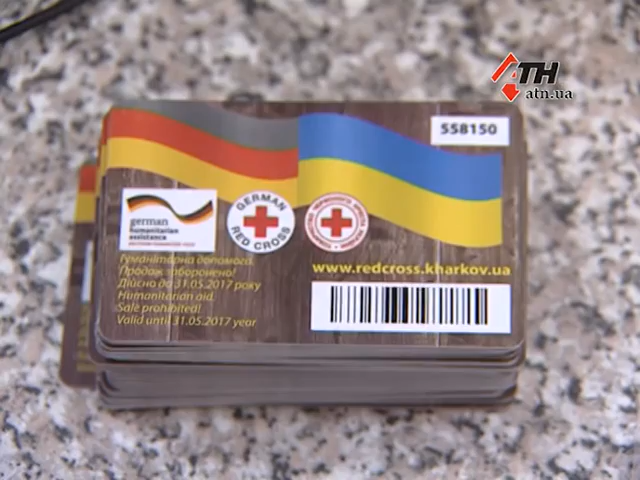 ATH
atn.ua
558150
german
humanitarian
assistance
GERMAN
RED CROSS
www.redcross.kharkov.ua
Гуманітарна допомога.
Продаж заборонено!
Дійсно до 31.05.2017 року
Humanitarian aid.
Sale prohibited!
Valid until 31.05.2017 year